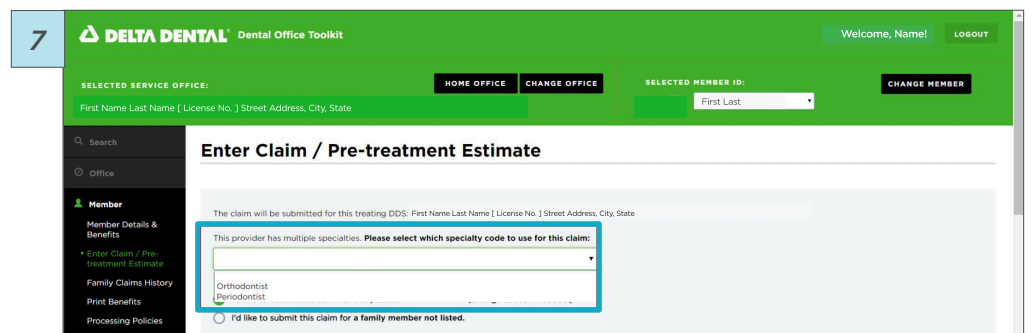 7
DELTA DENTAL® Dental Office Toolkit
Welcome, Name!
LOGOUT
SELECTED SERVICE OFFICE:
HOME OFFICE
CHANGE OFFICE
SELECTED MEMBER ID:
CHANGE MEMBER
First Name Last Name [ License No. ] Street Address, City, State
First Last
Search
Office
Member
Member Details &
Benefits
Enter Claim / Pre-
treatment Estimate
Family Claims History
Print Benefits
Processing Policies
Enter Claim / Pre-treatment Estimate
The claim will be submitted for this treating DDS: First Name Last Name [ License No. ] Street Address, City, State
This provider has multiple specialties. Please select which specialty code to use for this claim:
Orthodontist
Periodontist
I'd like to submit this claim for a family member not listed.